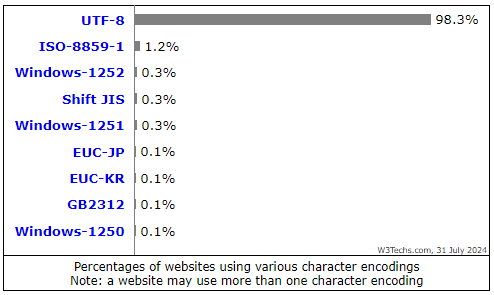 UTF-8 98.3%
ISO-8859-1 1.2%
Windows-1252 0.3%
Shift JIS 0.3%
Windows-1251 0.3%
EUC-JP 0.1%
EUC-KR 0.1%
GB2312 0.1%
Windows-1250 0.1%
W3Techs.com, 31 July 2024
Percentages of websites using various character encodings
Note: a website may use more than one character encoding